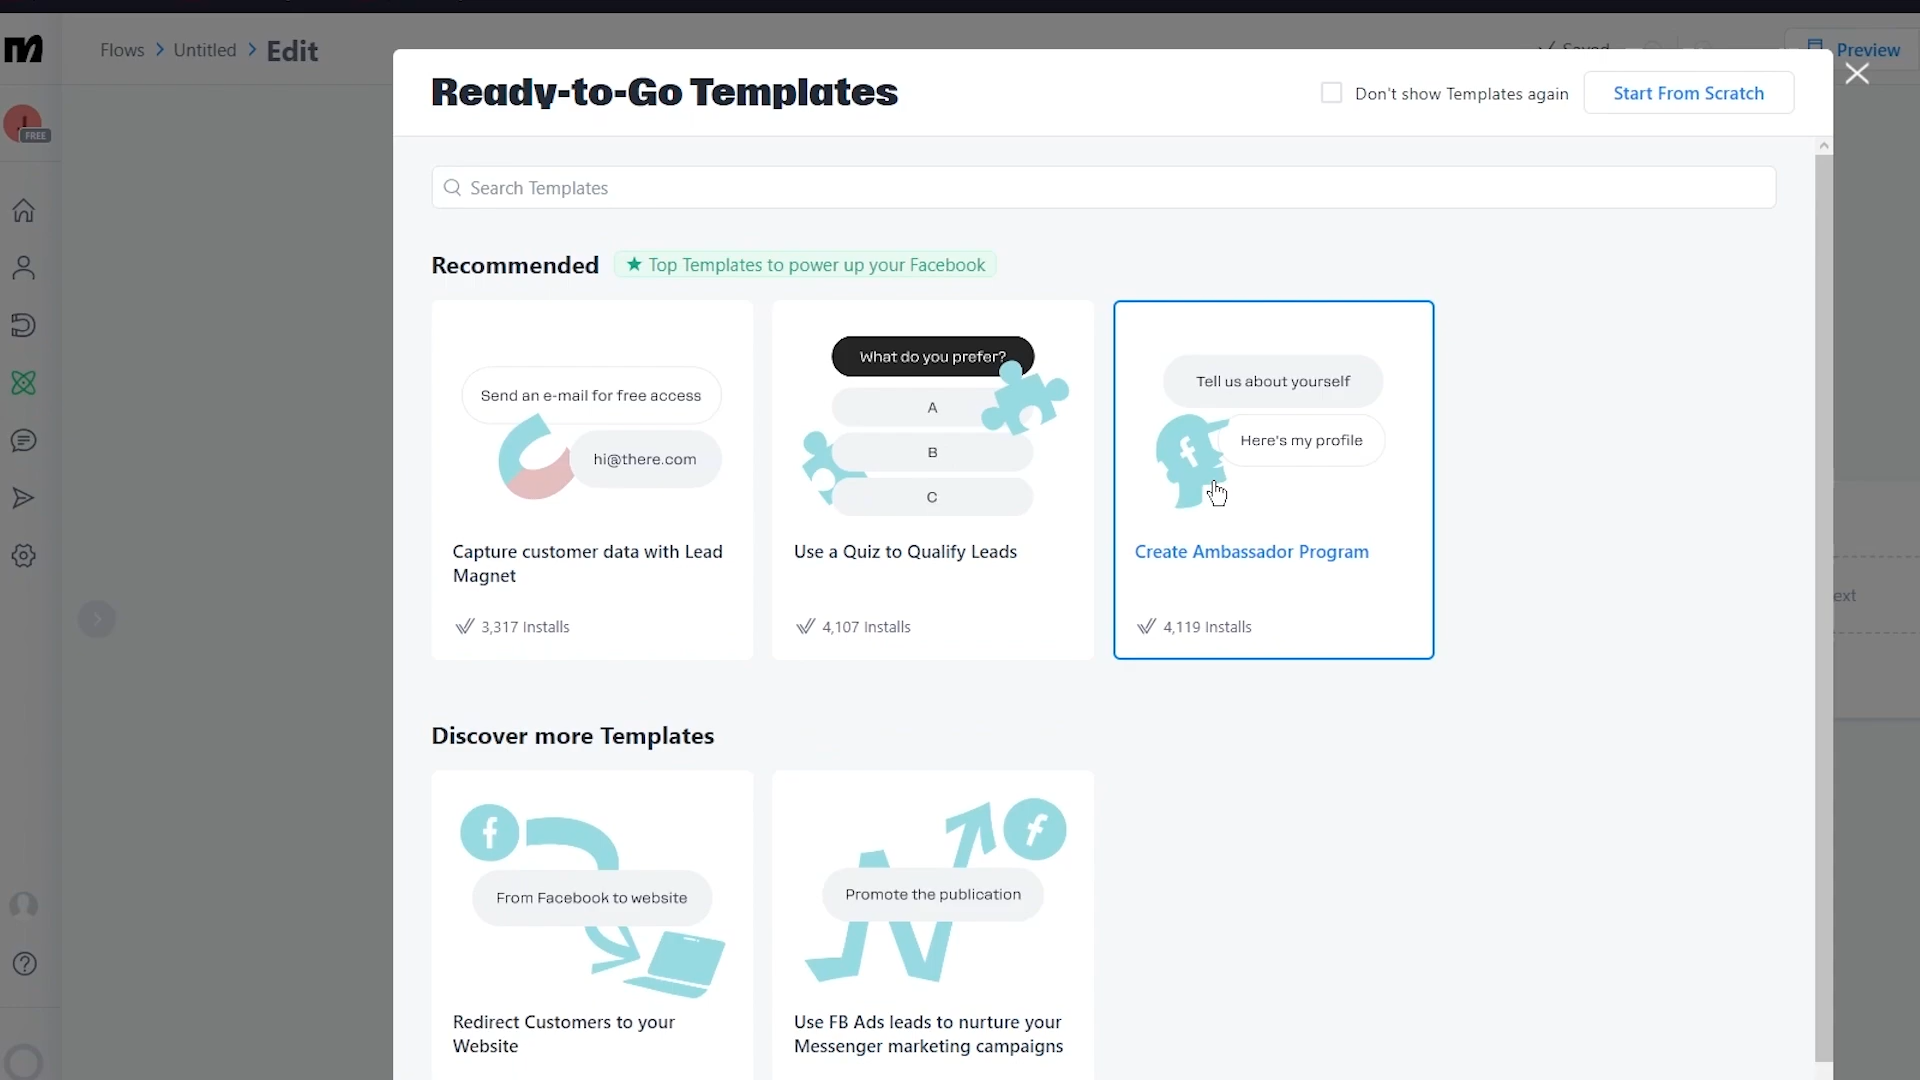 Flows
Untitled
Edit
Saved
Preview
Ready-to-Go Templates
Don't show Templates again
Start From Scratch
FREE
Search Templates
Recommended
★ Top Templates to power up your Facebook
Send an e-mail for free access
hi@there.com
Capture customer data with Lead
Magnet
3,317 Installs
What do you prefer?
A
B
C
Use a Quiz to Qualify Leads
4,107 Installs
Tell us about yourself
Here's my profile
Create Ambassador Program
4,119 Installs
ext
Discover more Templates
From Facebook to website
Redirect Customers to your
Website
Promote the publication
Use FB Ads leads to nurture your
Messenger marketing campaigns